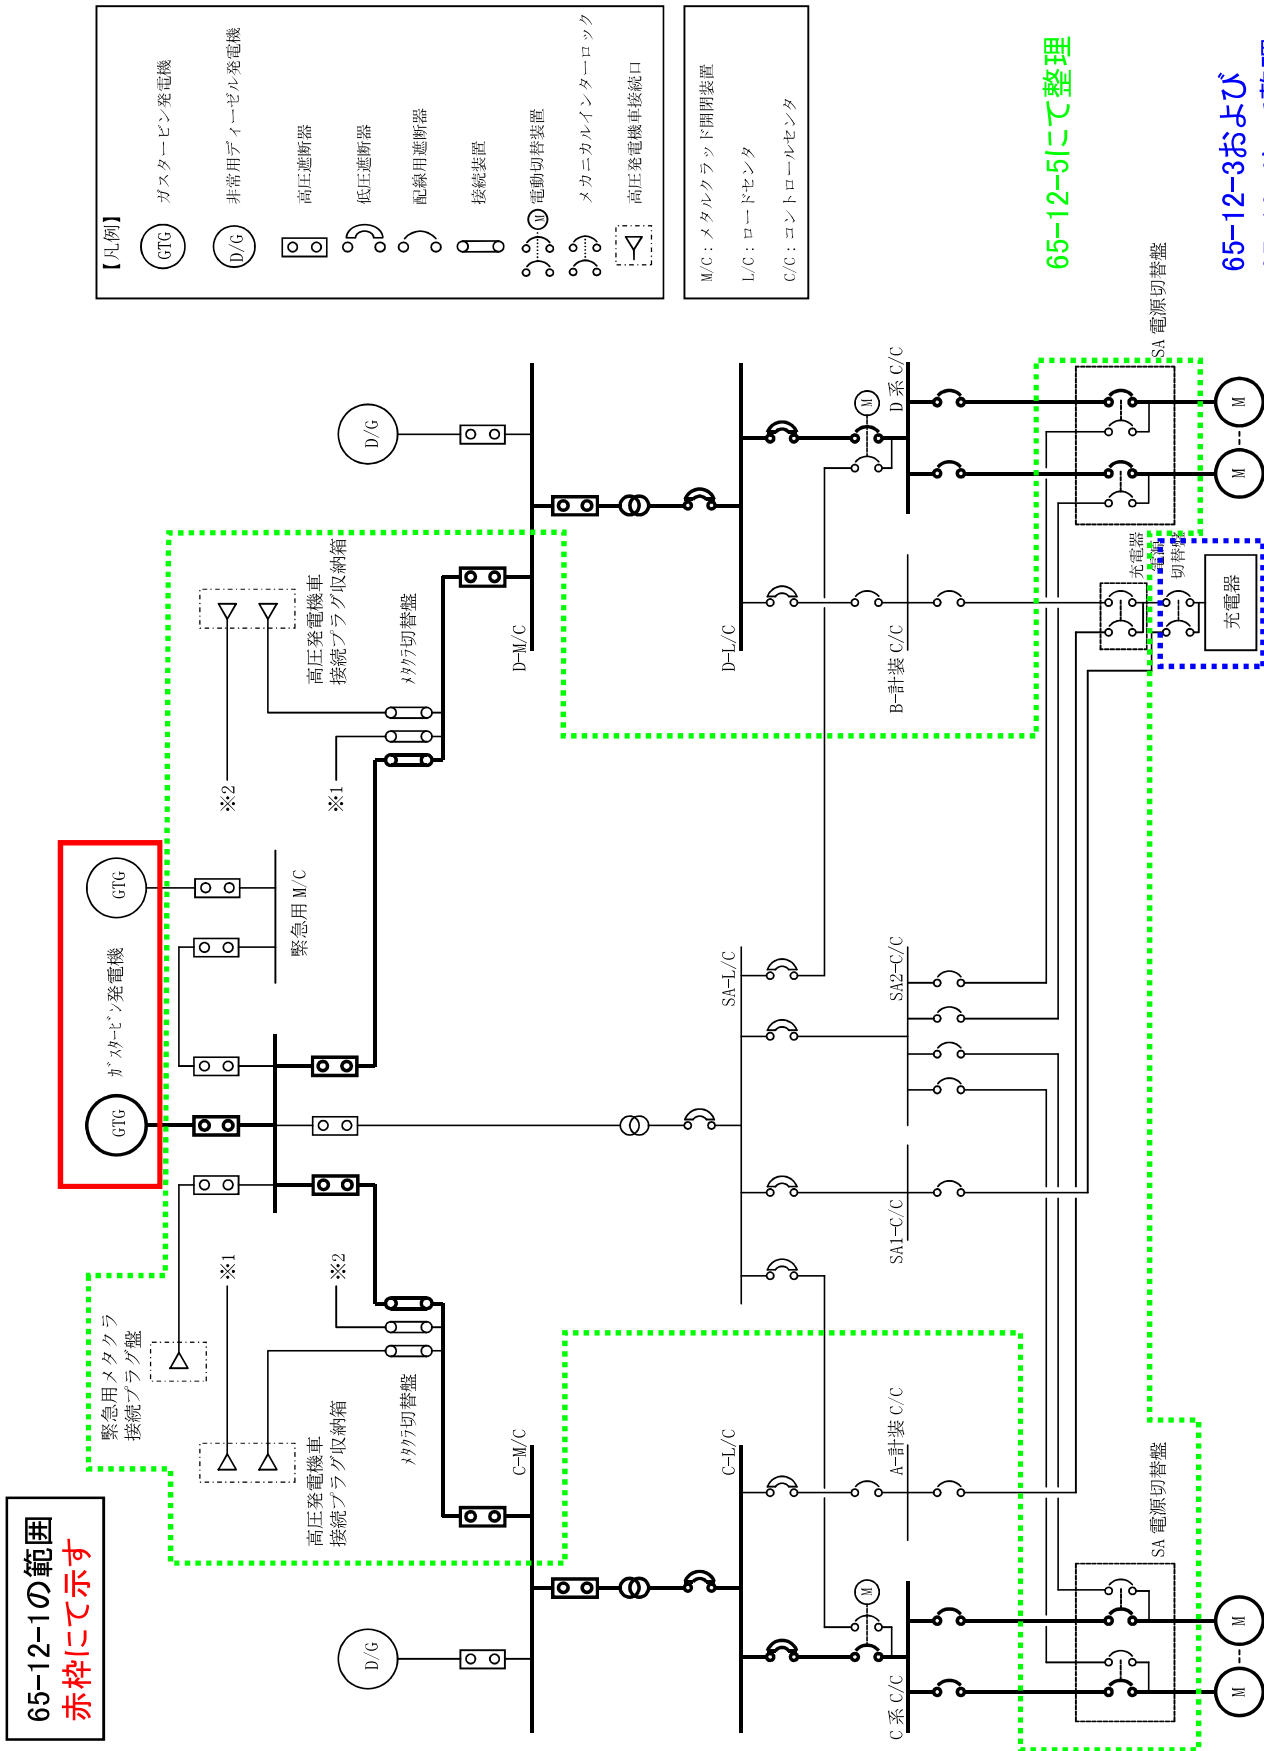 65-12-1の範囲
赤枠にて示す
【凡例】
GTG
ガスタービン発電機
D/G
非常用ディーゼル発電機
高圧遮断器
低圧遮断器
配線用遮断器
接続装置
M
電動切替装置
メカニカルインターロック
高圧発電機車接続口
M/C：メタルクラッド開閉装置
L/C：ロードセンタ
C/C：コントロールセンタ
65-12-5にて整理
65-12-3および
緊急用メタクラ
接続プラグ盤
GTG
ガスタービン発電機
GTG
緊急用 M/C
※1
※2
高圧発電機車
接続プラグ収納箱
メタクラ切替盤
※2
※1
高圧発電機車
接続プラグ収納箱
メタクラ切替盤
D/G
C-M/C
D/G
D-M/C
C-L/C
SA-L/C
D-L/C
M
C 系 C/C
A-計装 C/C
SA1-C/C
SA2-C/C
B-計装 C/C
M
D 系 C/C
SA 電源切替盤
充電器
電源
切替盤
充電器
SA 電源切替盤
M
M
M
M